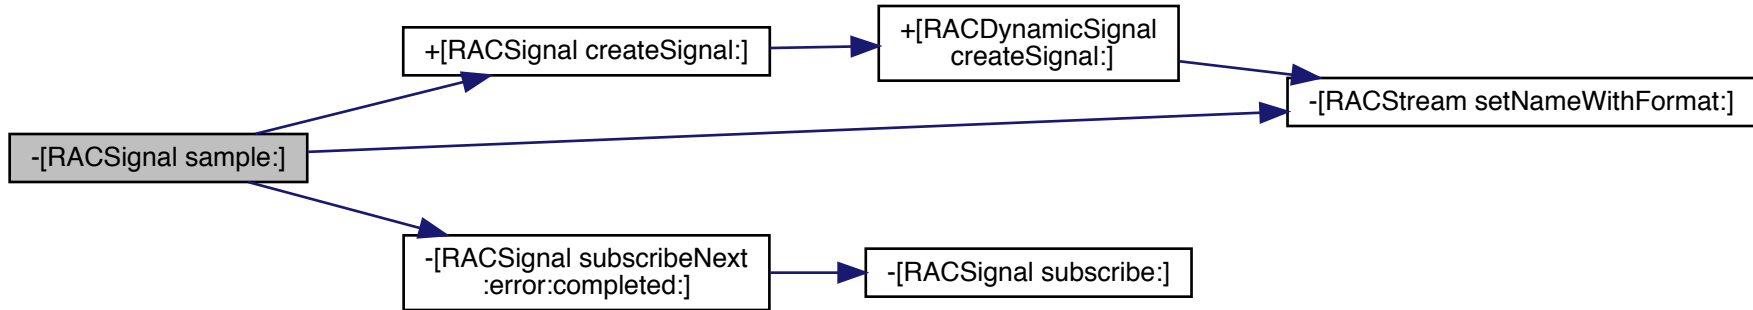 +[RACDynamicSignal
createSignal:]
+[RACSignal createSignal:]
-[RACStream setNameWithFormat:]
-[RACSignal sample:]
-[RACSignal subscribeNext
:error:completed:]
-[RACSignal subscribe:]